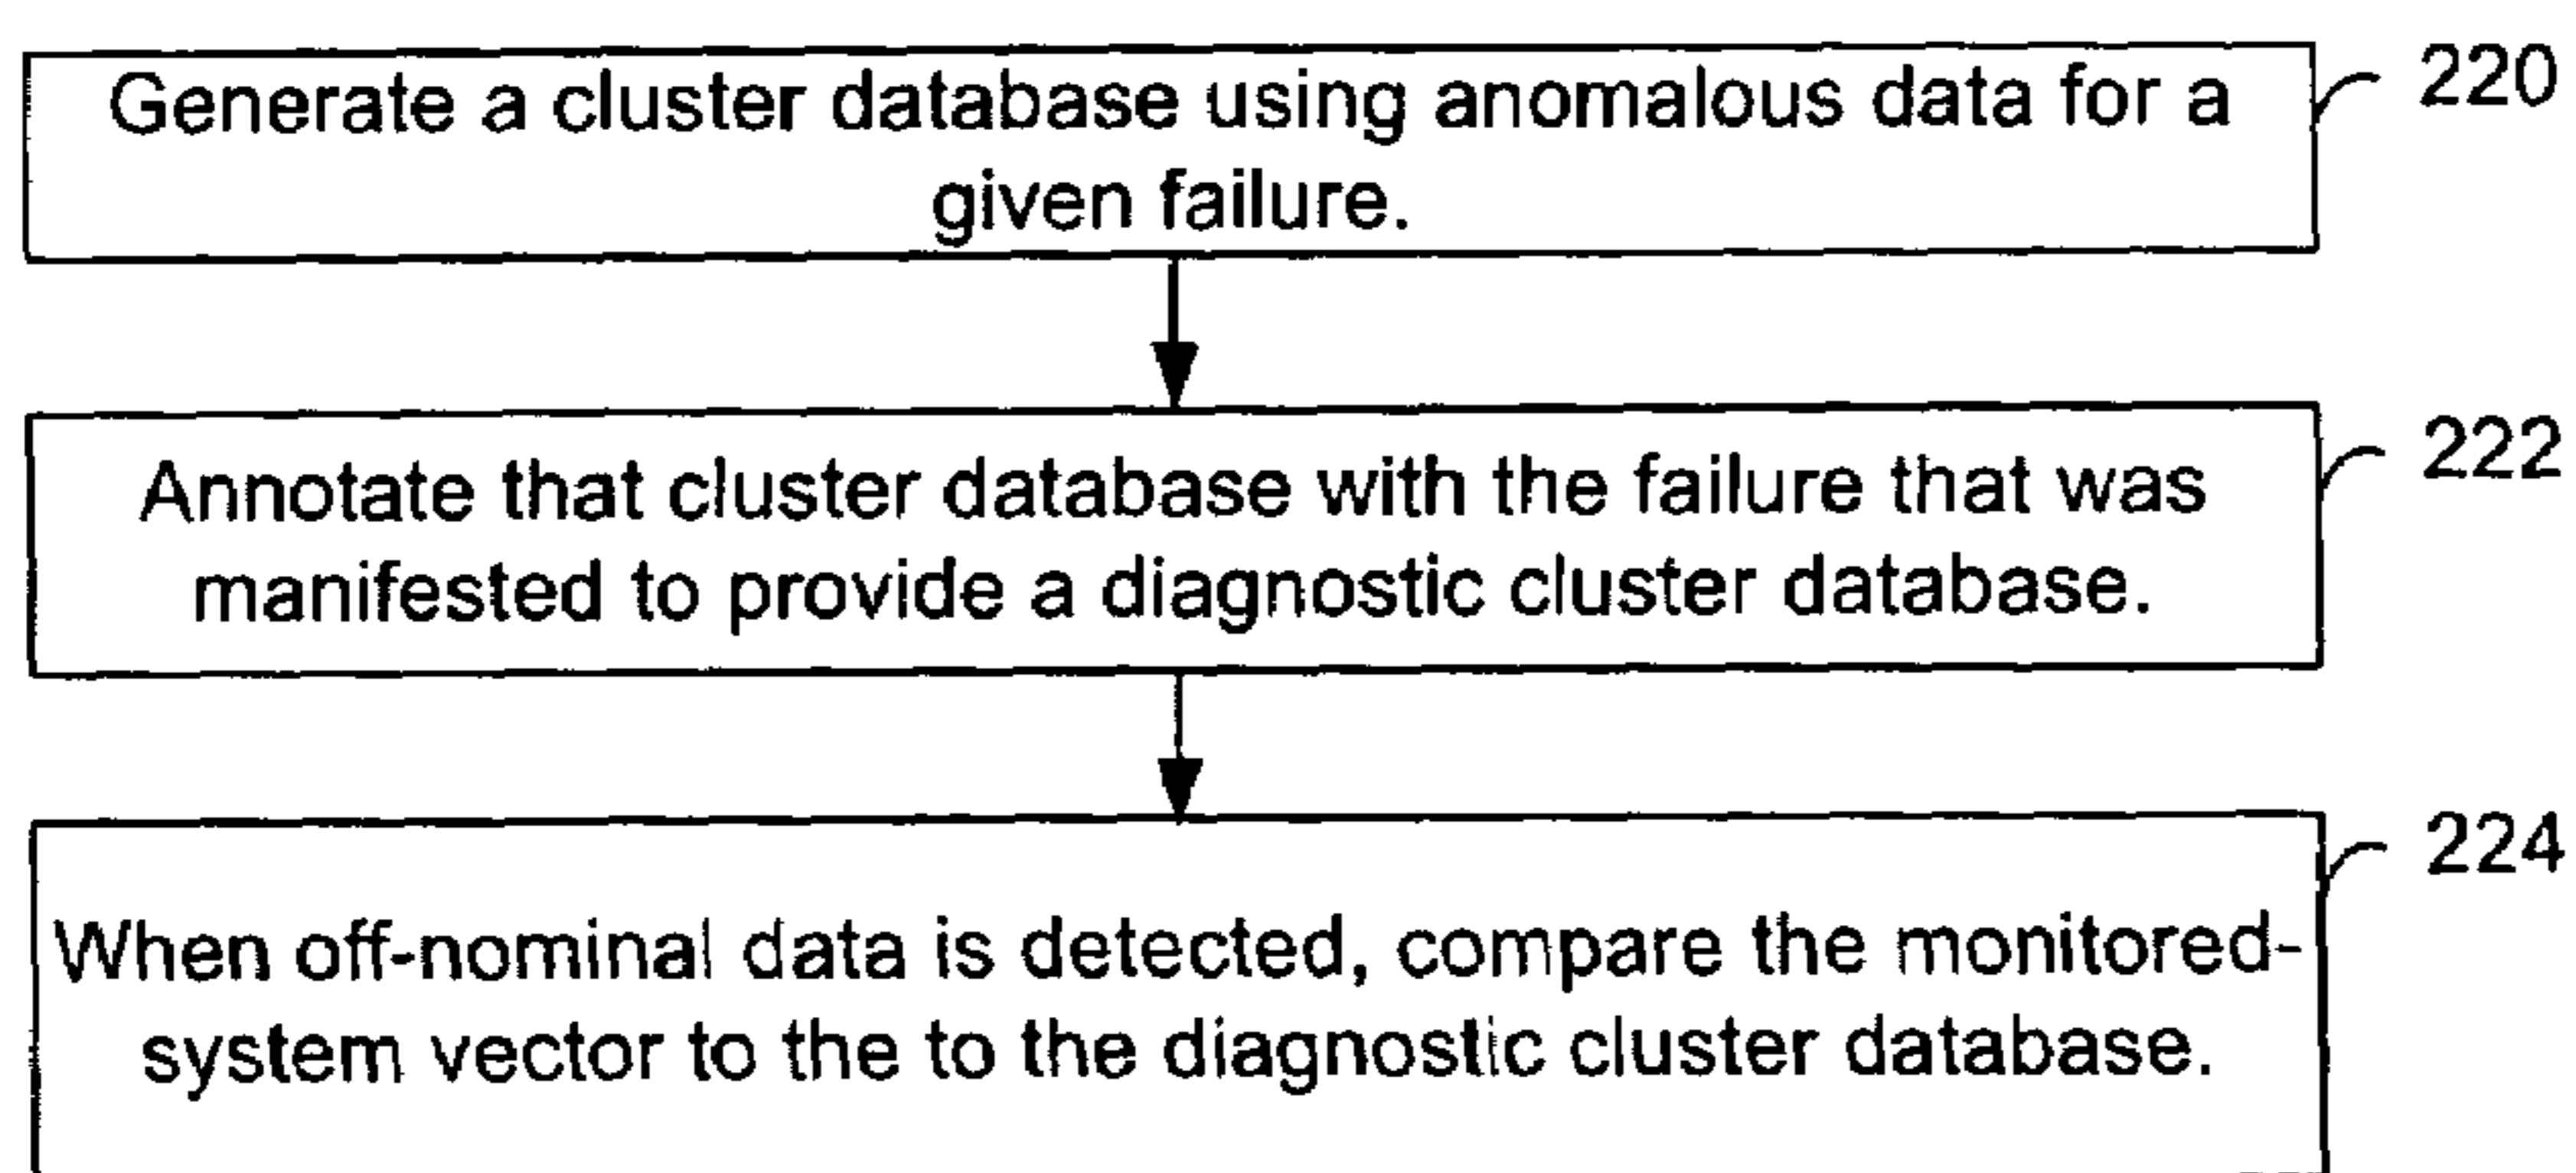 Generate a cluster database using anomalous data for a
given failure.
220
Annotate that cluster database with the failure that was
manifested to provide a diagnostic cluster database.
222
When off-nominal data is detected, compare the monitored-
system vector to the to the diagnostic cluster database.
224